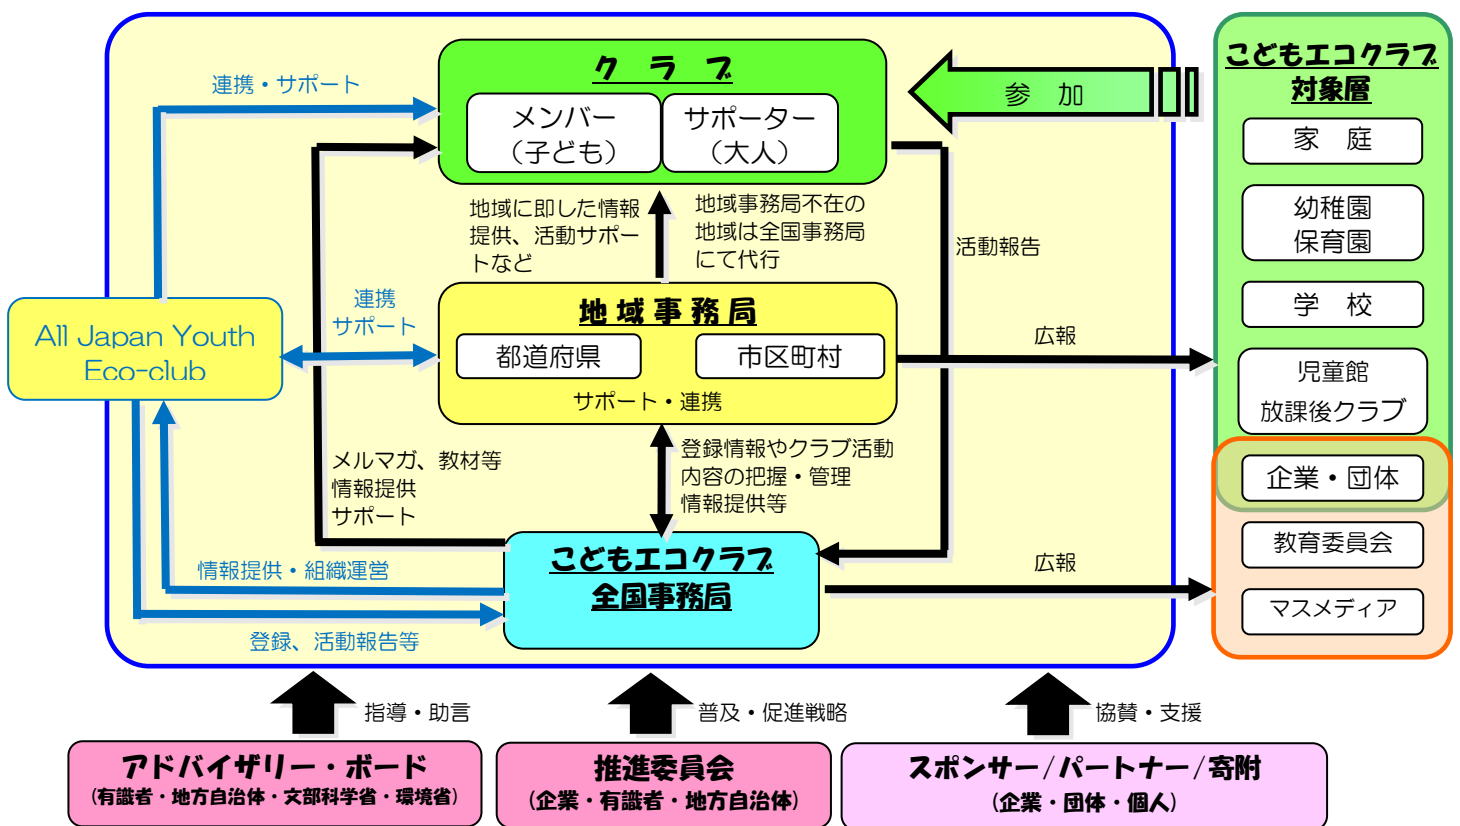 連携・サポート
ク ラ ブ
メンバー
（子ども）
サポーター
（大人）
参 加
こどもエコクラブ
対象層
家 庭
幼稚園
保育園
学 校
児童館
放課後クラブ
企業・団体
教育委員会
マスメディア
地域に即した情報
提供、活動サポー
トなど
地域事務局不在の
地域は全国事務局
にて代行
活動報告
連携
サポート
All Japan Youth
Eco-club
地域事務局
都道府県
市区町村
サポート・連携
広報
メルマガ、教材等
情報提供
サポート
登録情報やクラブ活動
内容の把握・管理
情報提供等
こどもエコクラブ
全国事務局
広報
情報提供・組織運営
登録、活動報告等
指導・助言
普及・促進戦略
協賛・支援
アドバイザリー・ボード
（有識者・地方自治体・文部科学省・環境省）
推進委員会
（企業・有識者・地方自治体）
スポンサー/パートナー/寄附
（企業・団体・個人）